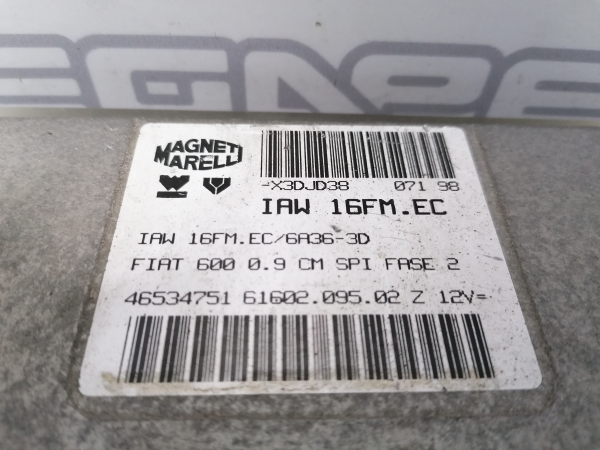 MAGNETI
MARELLI
-X3DJD38 071 98
IAW 16FM.EC
IAW 16FM.EC/6A36-3D
FIAT 600 0.9 CM SPI FASE 2
46534751 61602.095.02 Z 12V=